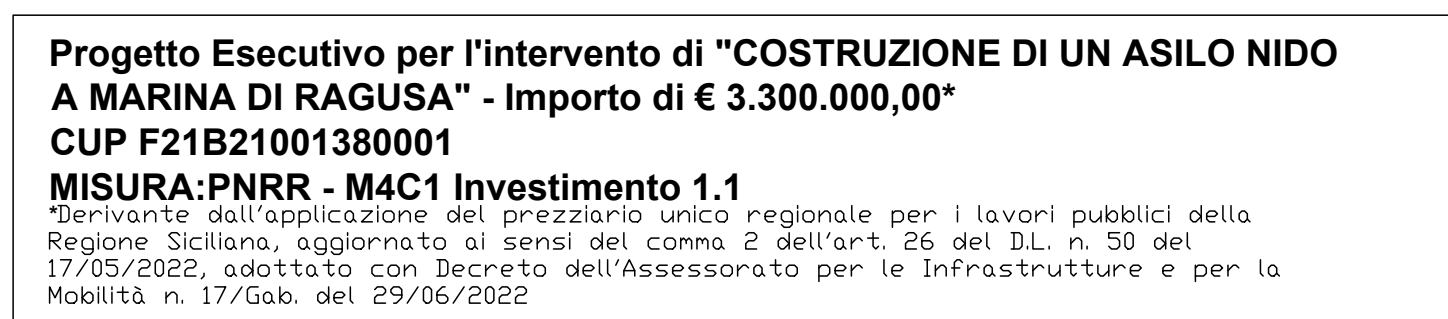 Progetto Esecutivo per l'intervento di "COSTRUZIONE DI UN ASILO NIDO
A MARINA DI RAGUSA" - Importo di € 3.300.000,00*
CUP F21B21001380001
MISURA:PNRR - M4C1 Investimento 1.1
*Derivante dall'applicazione del prezziario unico regionale per i lavori pubblici della
Regione Siciliana, aggiornato ai sensi del comma 2 dell'art. 26 del D.L. n. 50 del
17/05/2022, adottato con Decreto dell'Assessorato per le Infrastrutture e per la
Mobilità n. 17/Gab. del 29/06/2022